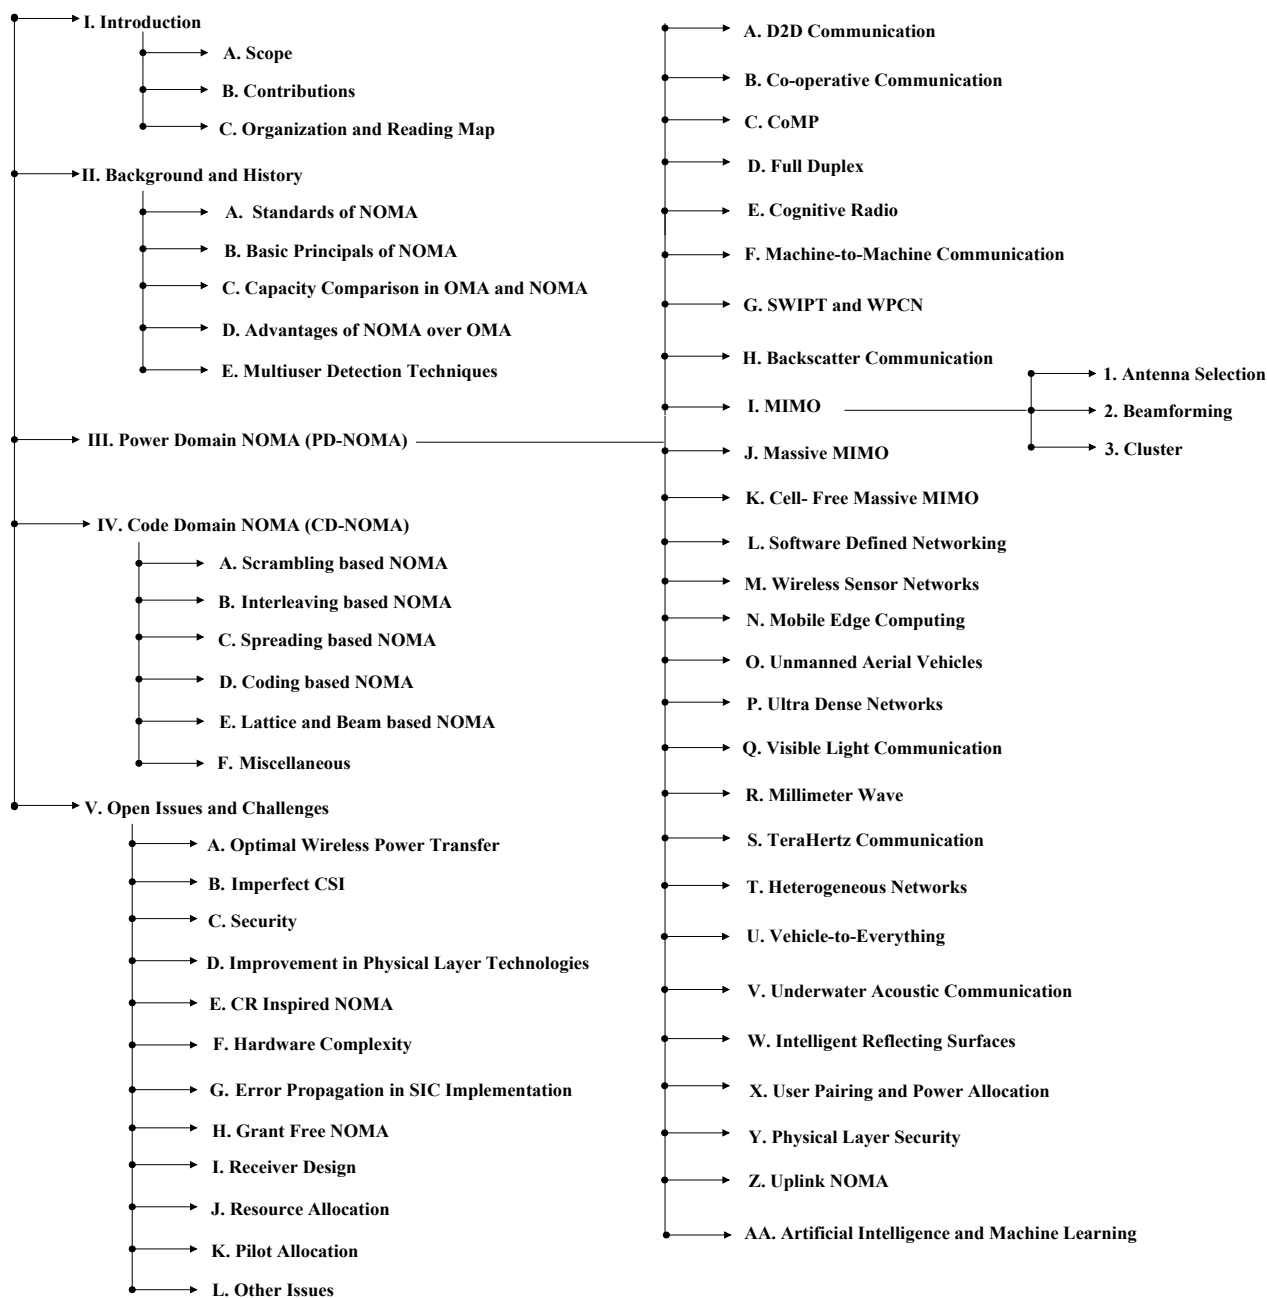 I. Introduction
A. Scope
B. Contributions
C. Organization and Reading Map
II. Background and History
A. Standards of NOMA
B. Basic Principals of NOMA
C. Capacity Comparison in OMA and NOMA
D. Advantages of NOMA over OMA
E. Multiuser Detection Techniques
III. Power Domain NOMA (PD-NOMA)
A. D2D Communication
B. Co-operative Communication
C. CoMP
D. Full Duplex
E. Cognitive Radio
F. Machine-to-Machine Communication
G. SWIPT and WPCN
H. Backscatter Communication
I. MIMO
1. Antenna Selection
2. Beamforming
3. Cluster
J. Massive MIMO
K. Cell- Free Massive MIMO
L. Software Defined Networking
M. Wireless Sensor Networks
N. Mobile Edge Computing
O. Unmanned Aerial Vehicles
P. Ultra Dense Networks
Q. Visible Light Communication
R. Millimeter Wave
S. TeraHertz Communication
T. Heterogeneous Networks
U. Vehicle-to-Everything
V. Underwater Acoustic Communication
W. Intelligent Reflecting Surfaces
X. User Pairing and Power Allocation
Y. Physical Layer Security
Z. Uplink NOMA
AA. Artificial Intelligence and Machine Learning
IV. Code Domain NOMA (CD-NOMA)
A. Scrambling based NOMA
B. Interleaving based NOMA
C. Spreading based NOMA
D. Coding based NOMA
E. Lattice and Beam based NOMA
F. Miscellaneous
V. Open Issues and Challenges
A. Optimal Wireless Power Transfer
B. Imperfect CSI
C. Security
D. Improvement in Physical Layer Technologies
E. CR Inspired NOMA
F. Hardware Complexity
G. Error Propagation in SIC Implementation
H. Grant Free NOMA
I. Receiver Design
J. Resource Allocation
K. Pilot Allocation
L. Other Issues